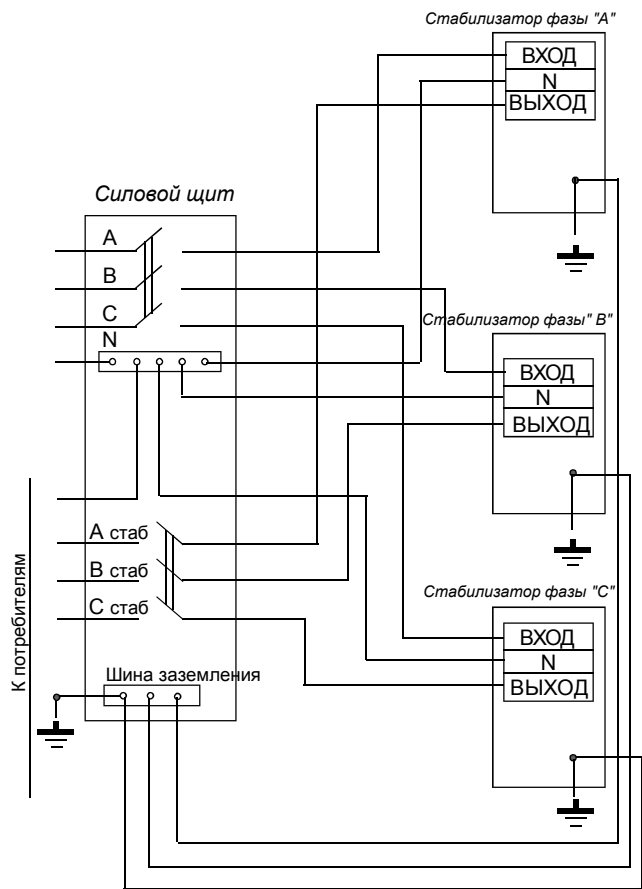 Стабилизатор фазы "А"
ВХОД
N
ВЫХОД
Силовой щит
A
B
C
N
Стабилизатор фазы" В"
ВХОД
N
ВЫХОД
К потребителям
А стаб
В стаб
С стаб
Стабилизатор фазы "С"
ВХОД
N
ВЫХОД
Шина заземления